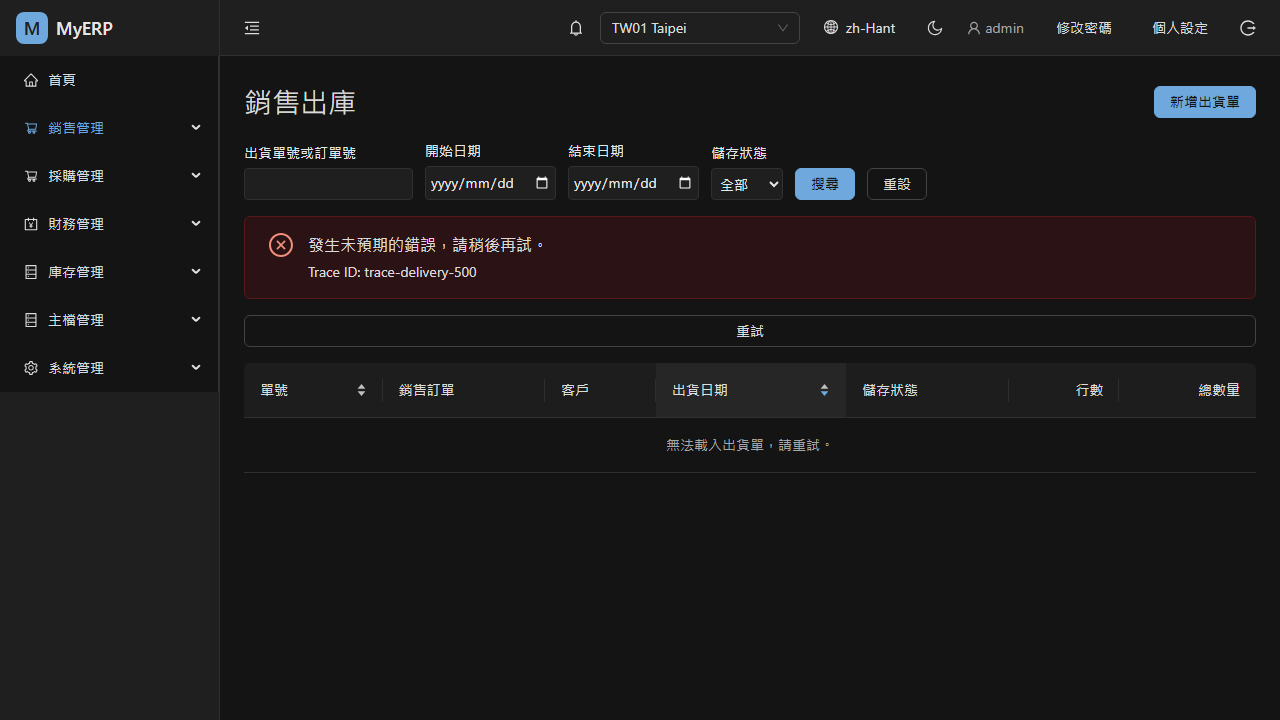 M MyERP
TW01 Taipei
zh-Hant
admin
修改密碼
個人設定
首頁
銷售管理
採購管理
財務管理
庫存管理
主檔管理
系統管理
銷售出庫
新增出貨單
出貨單號或訂單號
開始日期
結束日期
儲存狀態
yyyy/mm/dd
yyyy/mm/dd
全部
搜尋
重設
發生未預期的錯誤，請稍後再試。
Trace ID: trace-delivery-500
重試
單號 銷售訂單 客戶 出貨日期 儲存狀態 行數 總數量
無法載入出貨單，請重試。